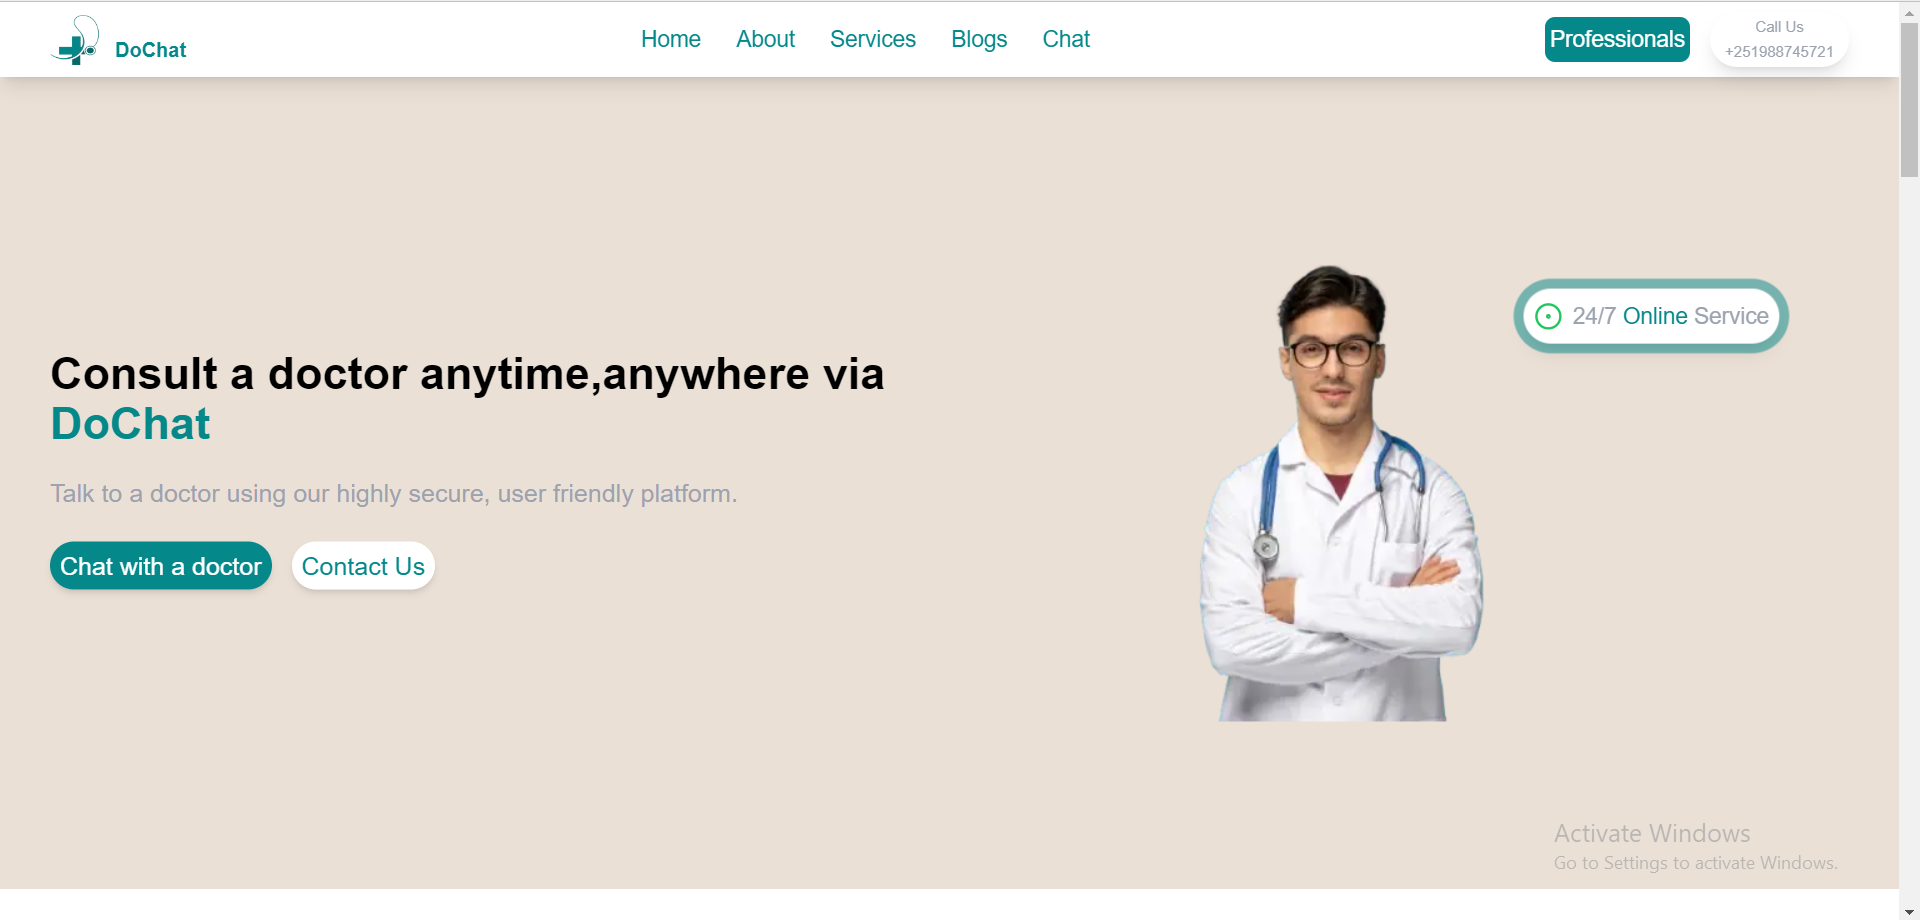 DoChat
Home About Services Blogs Chat
Professionals
Call Us
+251988745721
24/7 Online Service
Consult a doctor anytime,anywhere via
DoChat
Talk to a doctor using our highly secure, user friendly platform.
Chat with a doctor
Contact Us
Activate Windows
Go to Settings to activate Windows.